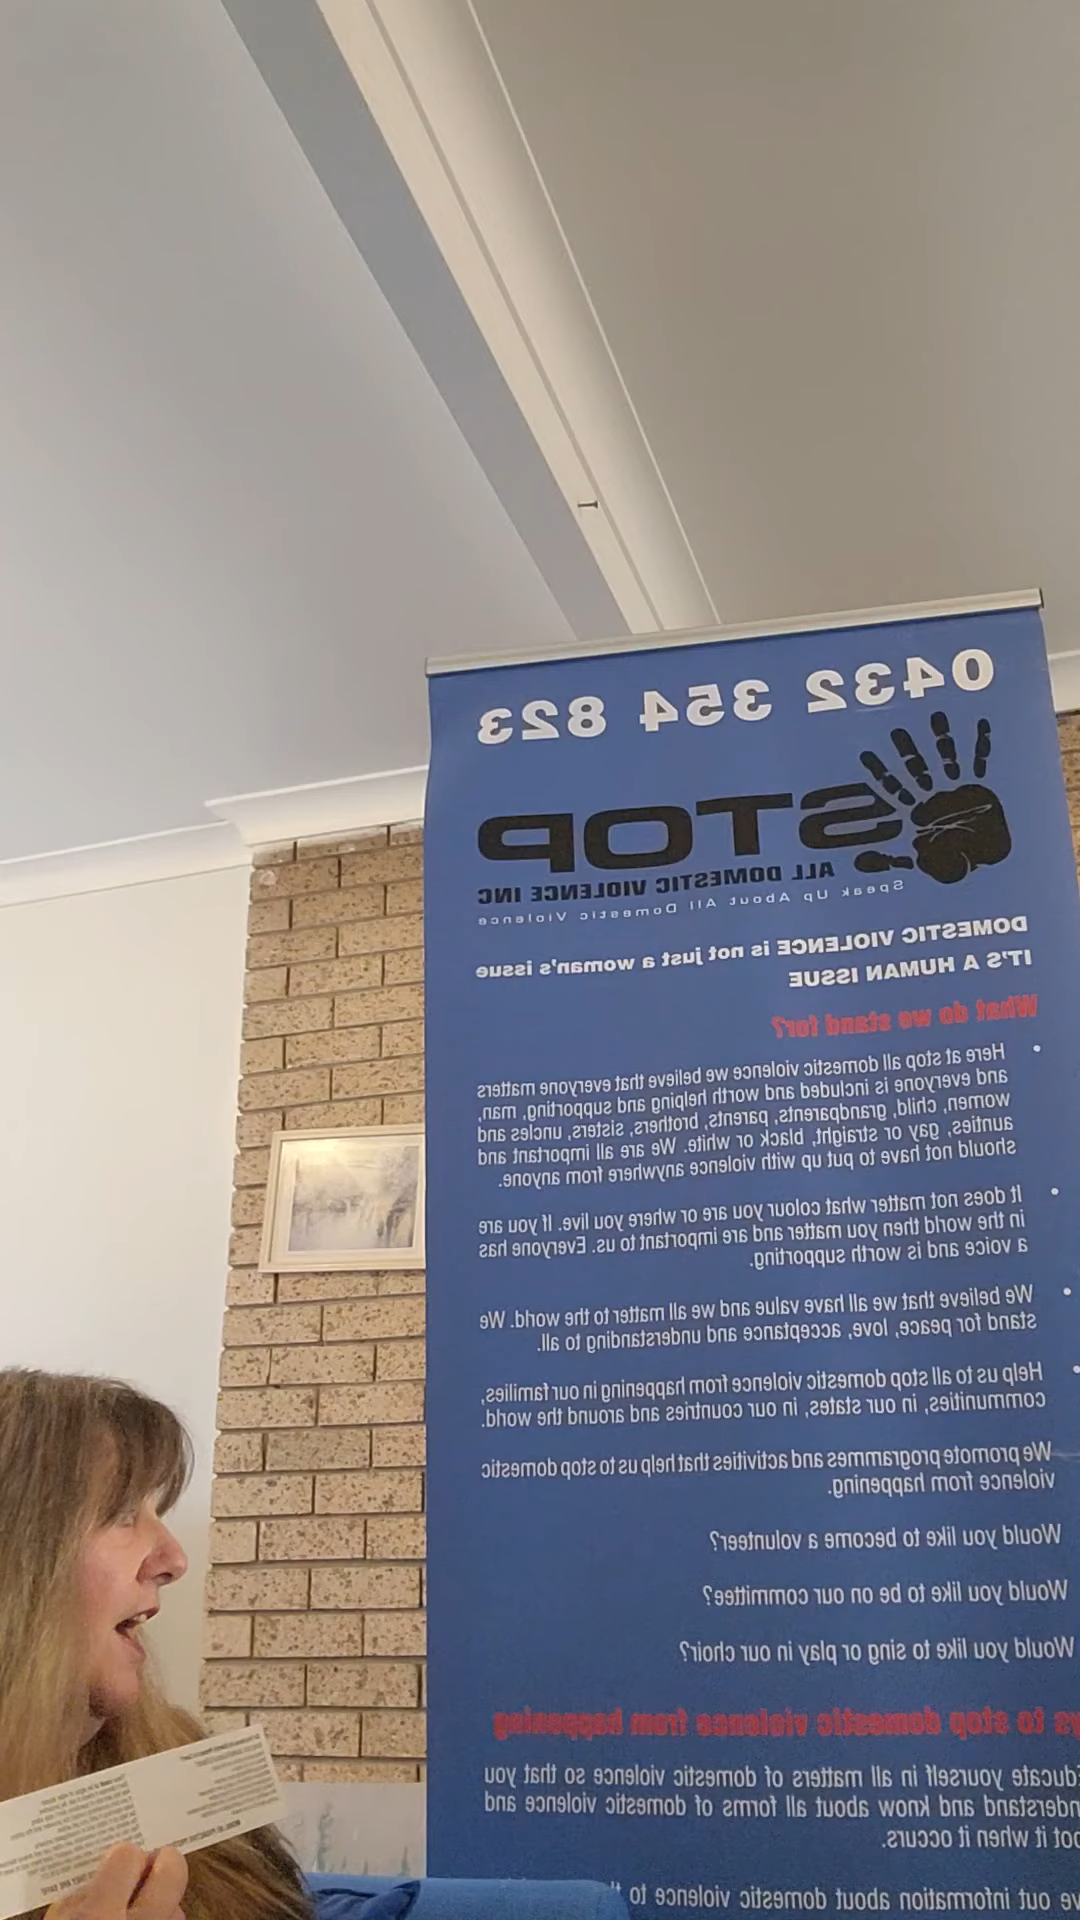 0432 354 823
STOP
ALL DOMESTIC VIOLENCE INC
Speak Up About All Domestic Violence
DOMESTIC VIOLENCE is not just a woman's issue
IT'S A HUMAN ISSUE
What do we stand for?
• Here at stop all domestic violence we believe that everyone matters
and everyone is included and worth helping and supporting, man,
women, child, grandparents, parents, brothers, sisters, uncles and
aunties, gay or straight, black or white. We are all important and
should not have to put up with violence anywhere from anyone.
• It does not matter what colour you are or where you live. If you are
in the world then you matter and are important to us. Everyone has
a voice and is worth supporting.
• We believe that we all have value and we all matter to the world. We
stand for peace, love, acceptance and understanding to all.
• Help us to all stop domestic violence from happening in our families,
communities, in our states, in our countries and around the world.
We promote programmes and activities that help us to stop domestic
violence from happening.
Would you like to become a volunteer?
Would you like to be on our committee?
Would you like to sing or play in our choir?
ys to stop domestic violence from happening
Educate yourself in all matters of domestic violence so that you
understand and know about all forms of domestic violence and
pot it when it occurs.
ve out information about domestic violence to